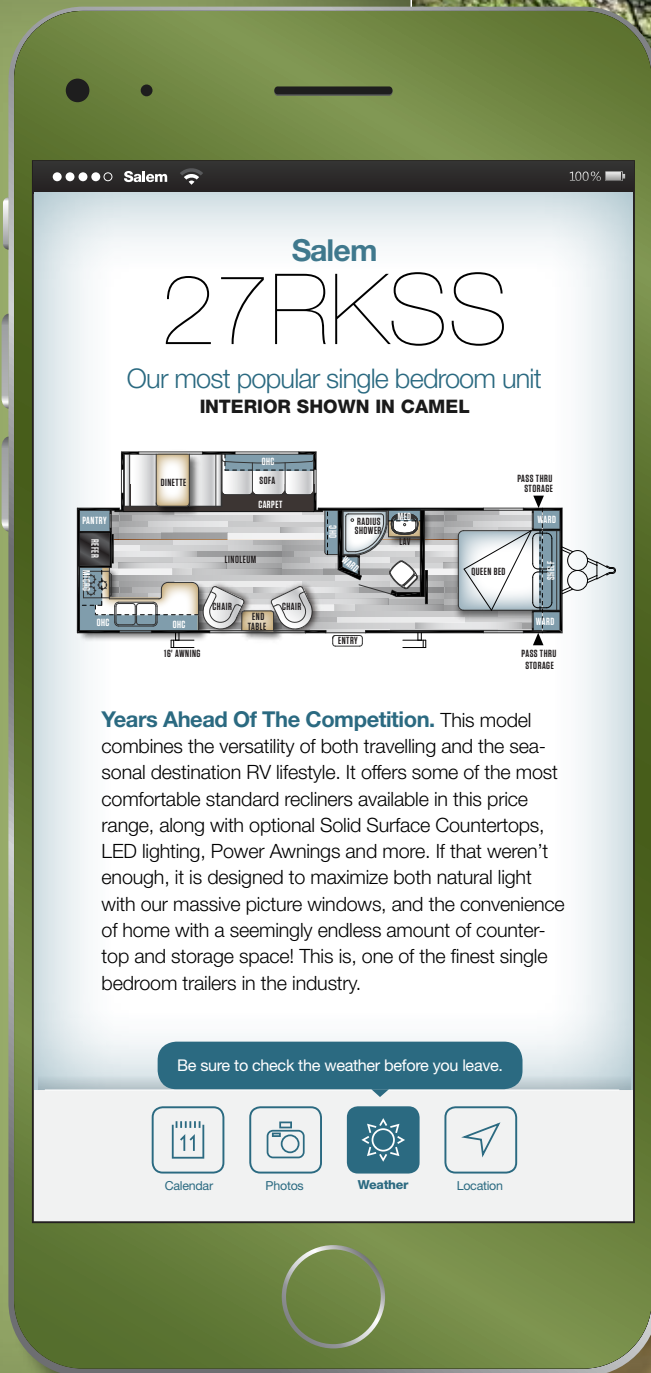 Salem
100%
Salem
27RKSS
Our most popular single bedroom unit
INTERIOR SHOWN IN CAMEL
OHC
DINETTE
SOFA
CARPET
PASS THRU
STORAGE
PANTRY
RADIUS
SHOWER
MED
LAV
WARD
REFER
LINOLEUM
QUEEN BED
CHAIR
CHAIR
END
TABLE
OHC
OHC
WARD
16' AWNING
ENTRY
PASS THRU
STORAGE
Years Ahead Of The Competition. This model
combines the versatility of both travelling and the sea-
sonal destination RV lifestyle. It offers some of the most
comfortable standard recliners available in this price
range, along with optional Solid Surface Countertops,
LED lighting, Power Awnings and more. If that weren't
enough, it is designed to maximize both natural light
with our massive picture windows, and the convenience
of home with a seemingly endless amount of counter-
top and storage space! This is, one of the finest single
bedroom trailers in the industry.
Be sure to check the weather before you leave.
11
Calendar
Photos
Weather
Location